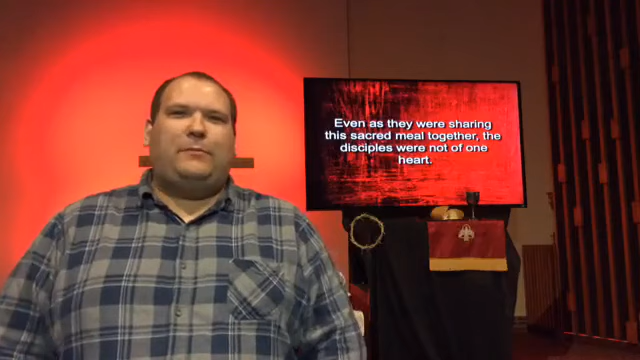 Even as they were sharing
this sacred meal together, the
disciples were not of one
heart.